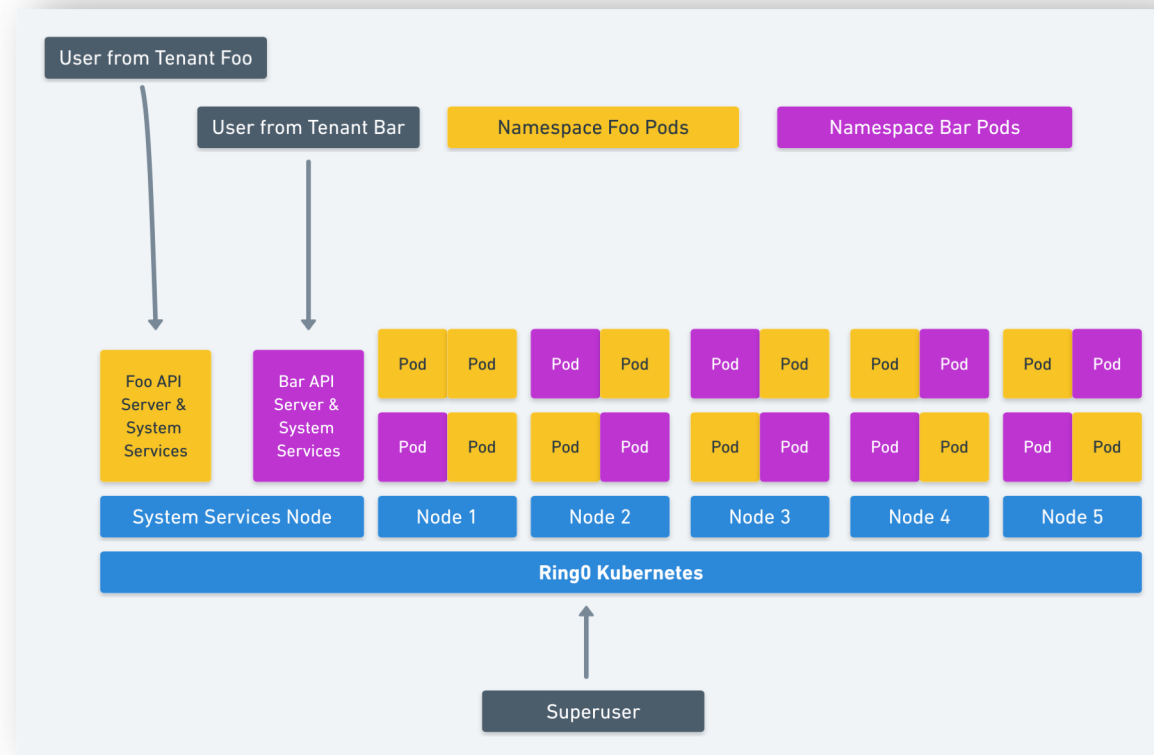 User from Tenant Foo
User from Tenant Bar
Namespace Foo Pods
Namespace Bar Pods
Foo API
Server &
System
Services
Bar API
Server &
System
Services
Pod Pod Pod Pod Pod Pod Pod Pod Pod Pod
Pod Pod Pod Pod Pod Pod Pod Pod Pod Pod
System Services Node
Node 1
Node 2
Node 3
Node 4
Node 5
Ring0 Kubernetes
Superuser